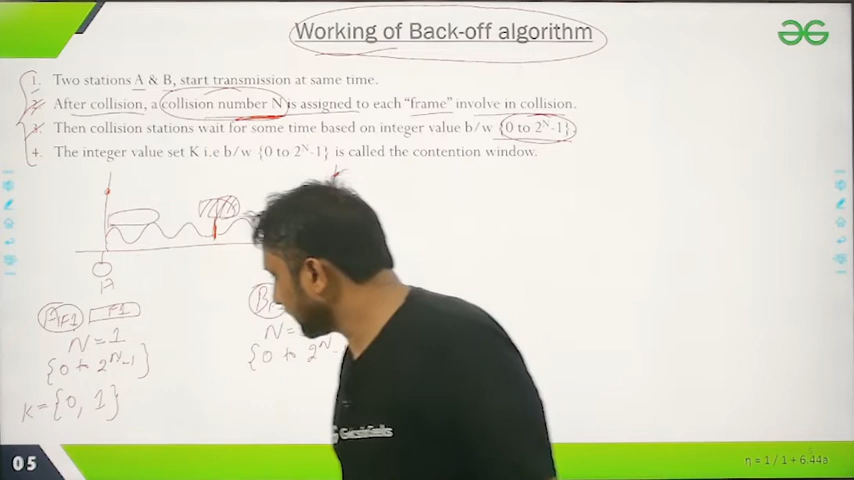 Working of Back-off algorithm
1. Two stations A & B, start transmission at same time.
2. After collision, a collision number N is assigned to each "frame" involve in collision.
3. Then collision stations wait for some time based on integer value b/w {0 to 2^N-1}
4. The integer value set K i.e b/w {0 to 2^N-1} is called the contention window.
A
A F1 F1
B
N = 1
N =
{0 to 2^N-1}
{0 to 2^N-
K = {0, 1}
GeeksforGeeks
05
η = 1 / 1 + 6.44a